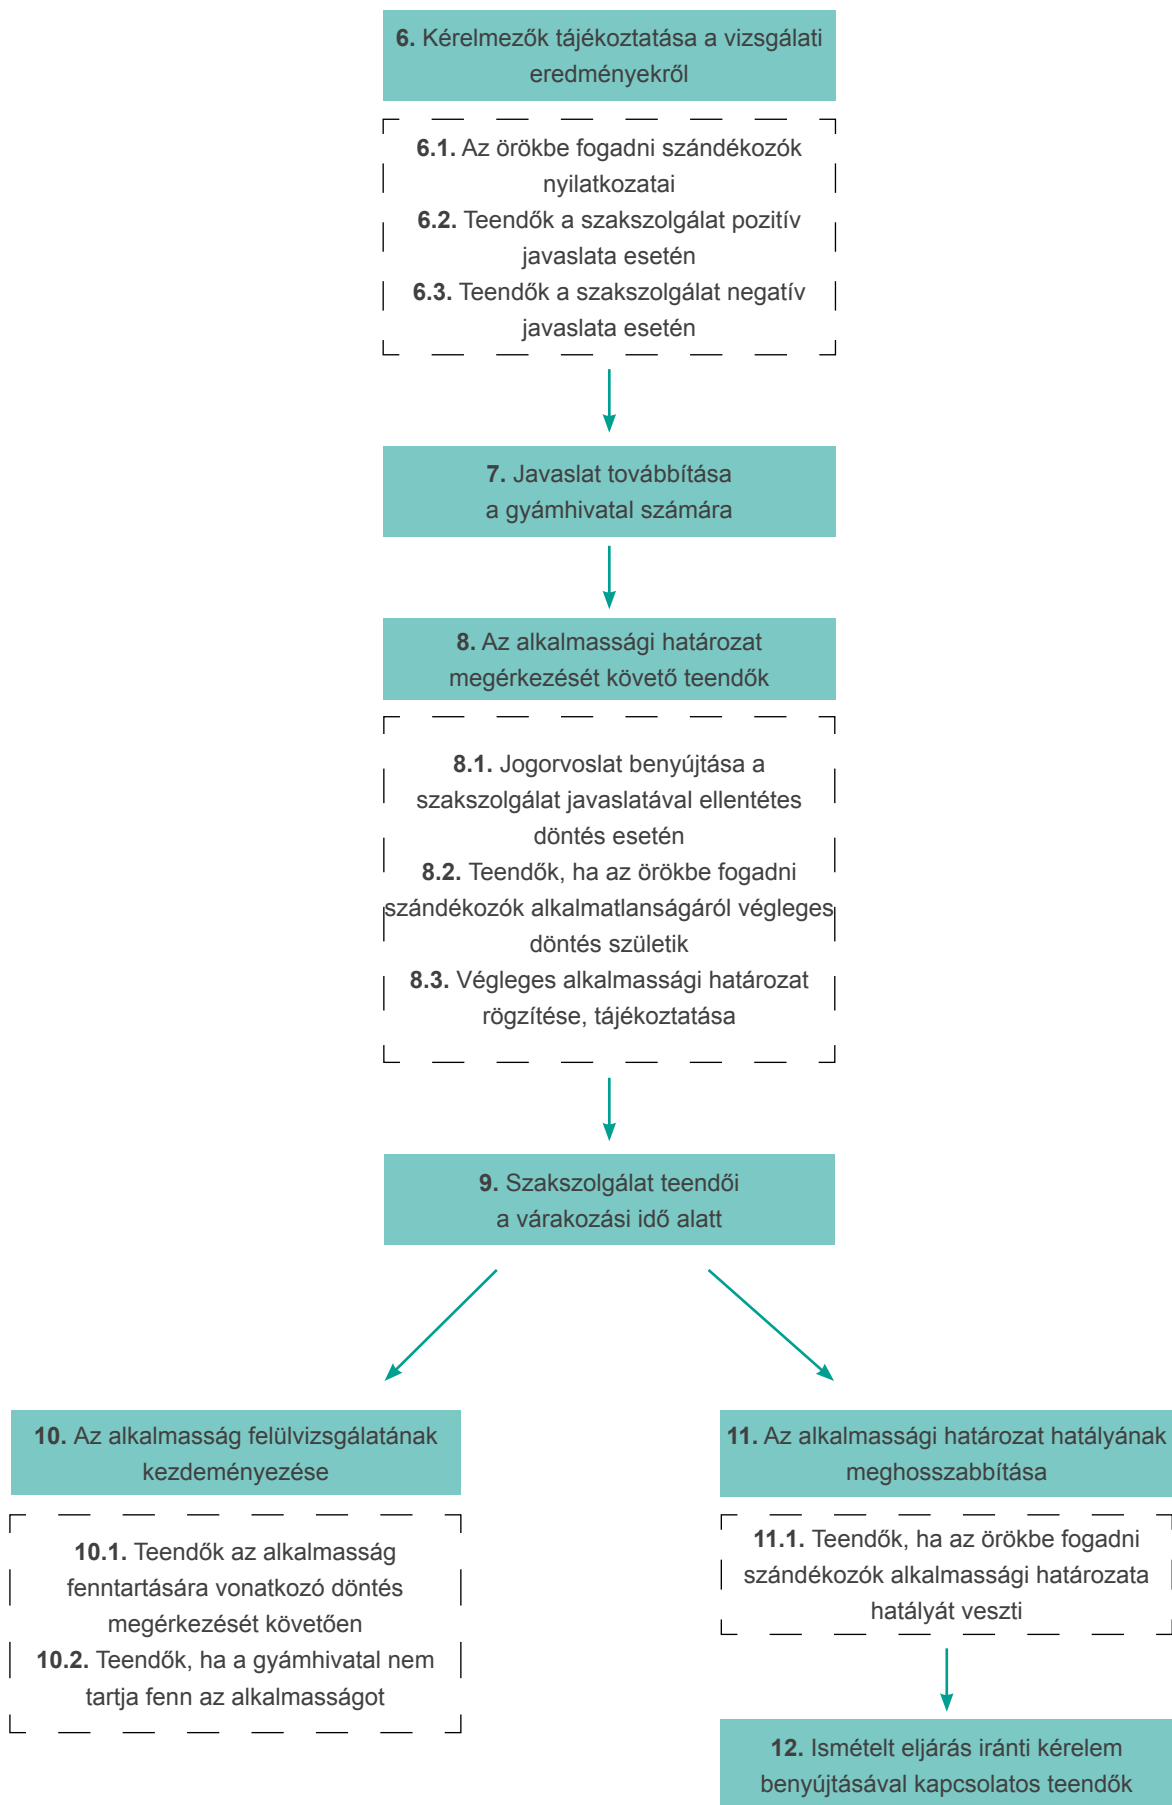 6. Kérelmezők tájékoztatása a vizsgálati
eredményekről
6.1. Az örökbe fogadni szándékozók
nyilatkozatai
6.2. Teendők a szakszolgálat pozitív
javaslata esetén
6.3. Teendők a szakszolgálat negatív
javaslata esetén
7. Javaslat továbbítása
a gyámhivatal számára
8. Az alkalmassági határozat
megérkezését követő teendők
8.1. Jogorvoslat benyújtása a
szakszolgálat javaslatával ellentétes
döntés esetén
8.2. Teendők, ha az örökbe fogadni
szándékozók alkalmatlanságáról végleges
döntés születik
8.3. Végleges alkalmassági határozat
rögzítése, tájékoztatása
9. Szakszolgálat teendői
a várakozási idő alatt
10. Az alkalmasság felülvizsgálatának
kezdeményezése
10.1. Teendők az alkalmasság
fenntartására vonatkozó döntés
megérkezését követően
10.2. Teendők, ha a gyámhivatal nem
tartja fenn az alkalmasságot
11. Az alkalmassági határozat hatályának
meghosszabbítása
11.1. Teendők, ha az örökbe fogadni
szándékozók alkalmassági határozata
hatályát veszti
12. Ismételt eljárás iránti kérelem
benyújtásával kapcsolatos teendők